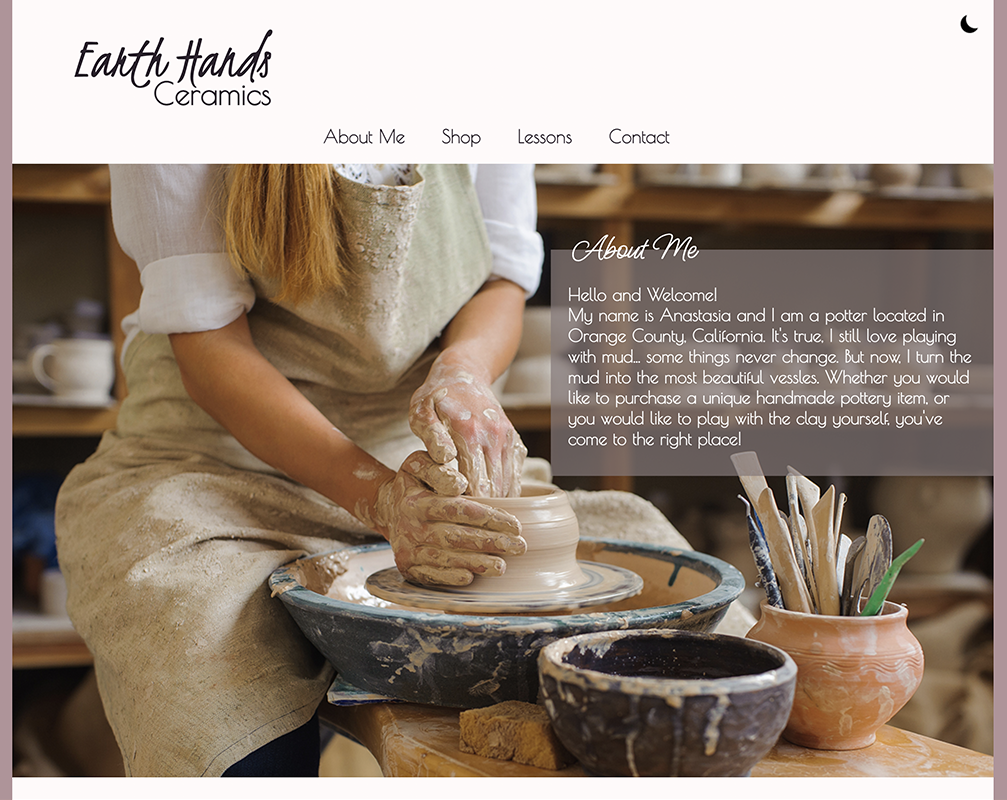 Earth Hands
Ceramics
About Me Shop Lessons Contact
About Me
Hello and Welcome!
My name is Anastasia and I am a potter located in
Orange County, California. It's true, I still love playing
with mud... some things never change. But now, I turn the
mud into the most beautiful vessles. Whether you would
like to purchase a unique handmade pottery item, or
you would like to play with the clay yourself, you've
come to the right place!